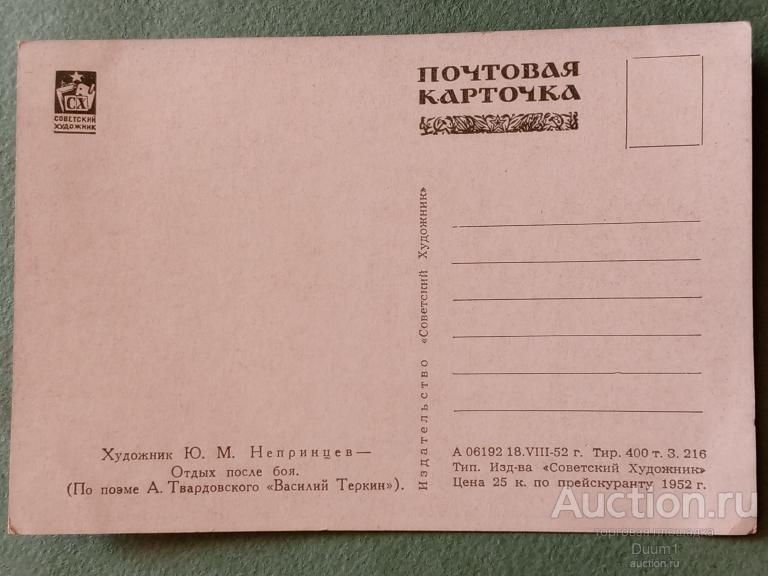 СХ
СОВЕТСКИЙ
ХУДОЖНИК
ПОЧТОВАЯ
КАРТОЧКА
Художник Ю. М. Непринцев —
Отдых после боя.
(По поэме А. Твардовского «Василий Теркин»).
Издательство «Советский Художник»
А 06192 18.VIII-52 г. Тир. 400 т. З. 216
Тип. Изд-ва «Советский Художник»
Цена 25 к. по прейскуранту 1952 г.
Auction.ru
торговая площадка
Duum1
auction.ru